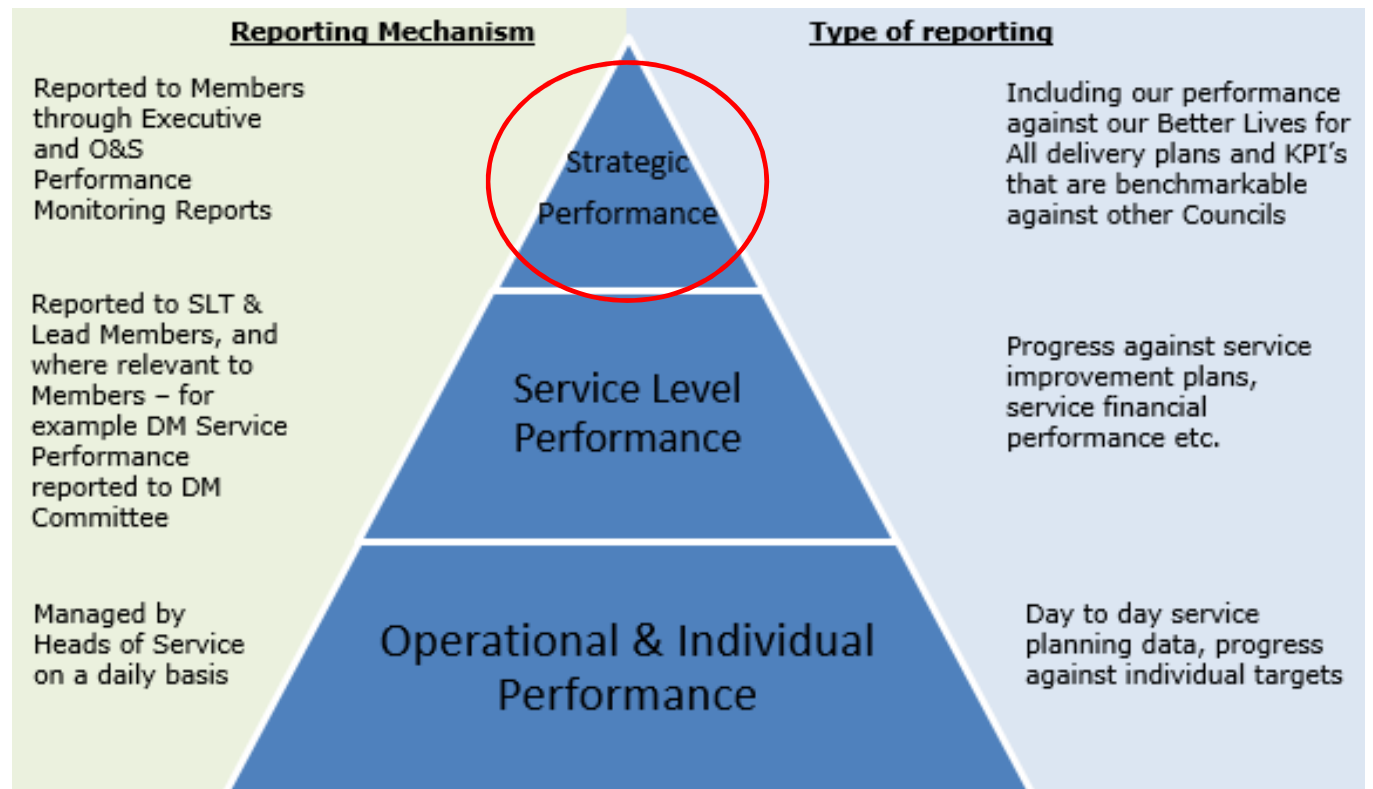 Reporting Mechanism
Type of reporting
Reported to Members
through Executive
and O&S
Performance
Monitoring Reports
Strategic
Performance
Including our performance
against our Better Lives for
All delivery plans and KPI's
that are benchmarkable
against other Councils
Reported to SLT &
Lead Members, and
where relevant to
Members – for
example DM Service
Performance
reported to DM
Committee
Service Level
Performance
Progress against service
improvement plans,
service financial
performance etc.
Managed by
Heads of Service
on a daily basis
Operational & Individual
Performance
Day to day service
planning data, progress
against individual targets